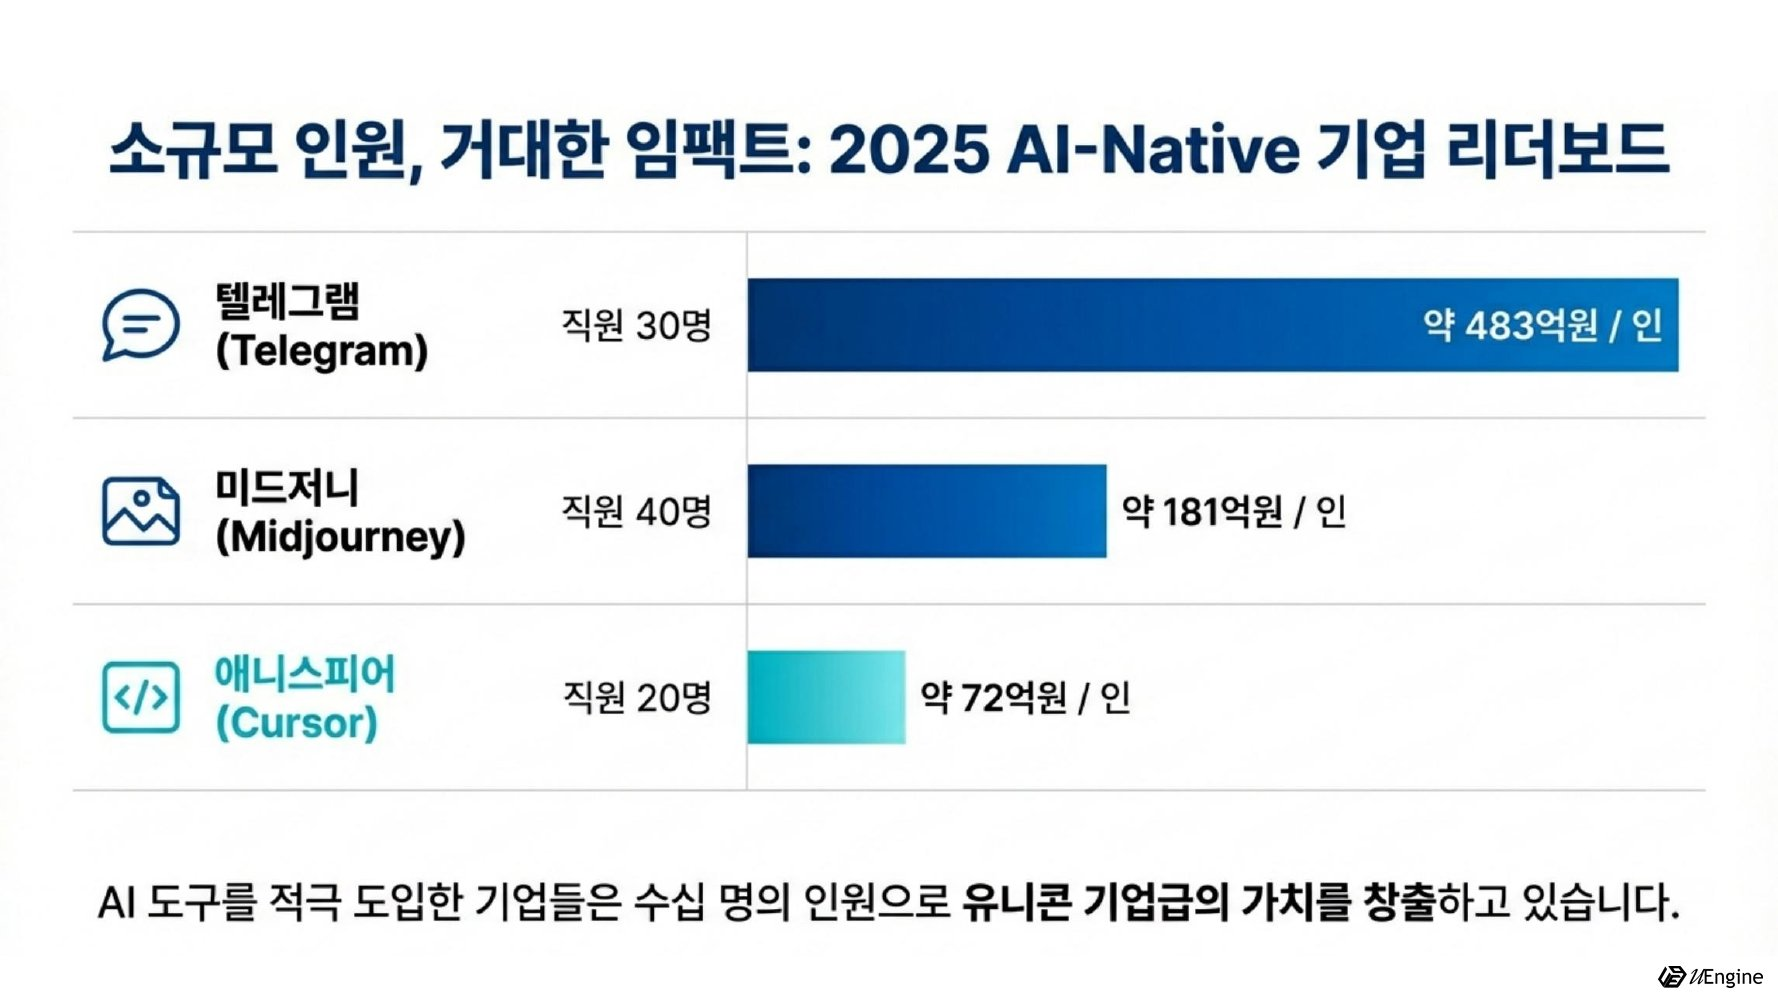 소규모 인원, 거대한 임팩트: 2025 AI-Native 기업 리더보드
텔레그램
(Telegram)
직원 30명
약 483억원 / 인
미드저니
(Midjourney)
직원 40명
약 181억원 / 인
</>
애니스피어
(Cursor)
직원 20명
약 72억원 / 인
AI 도구를 적극 도입한 기업들은 수십 명의 인원으로 유니콘 기업급의 가치를 창출하고 있습니다.
uEngine